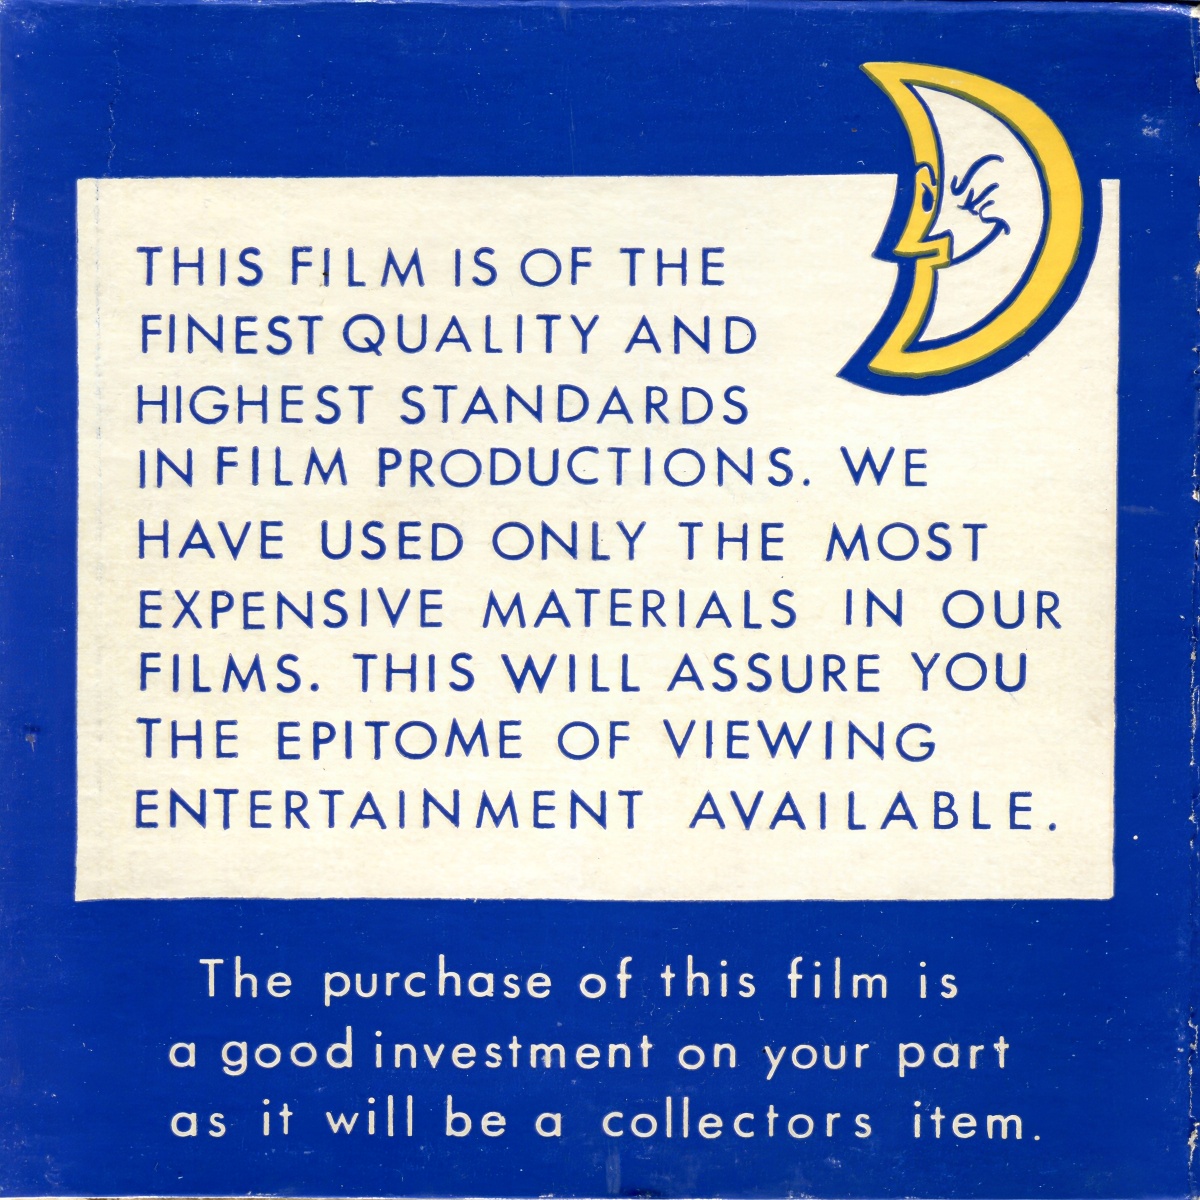 THIS FILM IS OF THE
FINEST QUALITY AND
HIGHEST STANDARDS
IN FILM PRODUCTIONS. WE
HAVE USED ONLY THE MOST
EXPENSIVE MATERIALS IN OUR
FILMS. THIS WILL ASSURE YOU
THE EPITOME OF VIEWING
ENTERTAINMENT AVAILABLE.
The purchase of this film is
a good investment on your part
as it will be a collectors item.